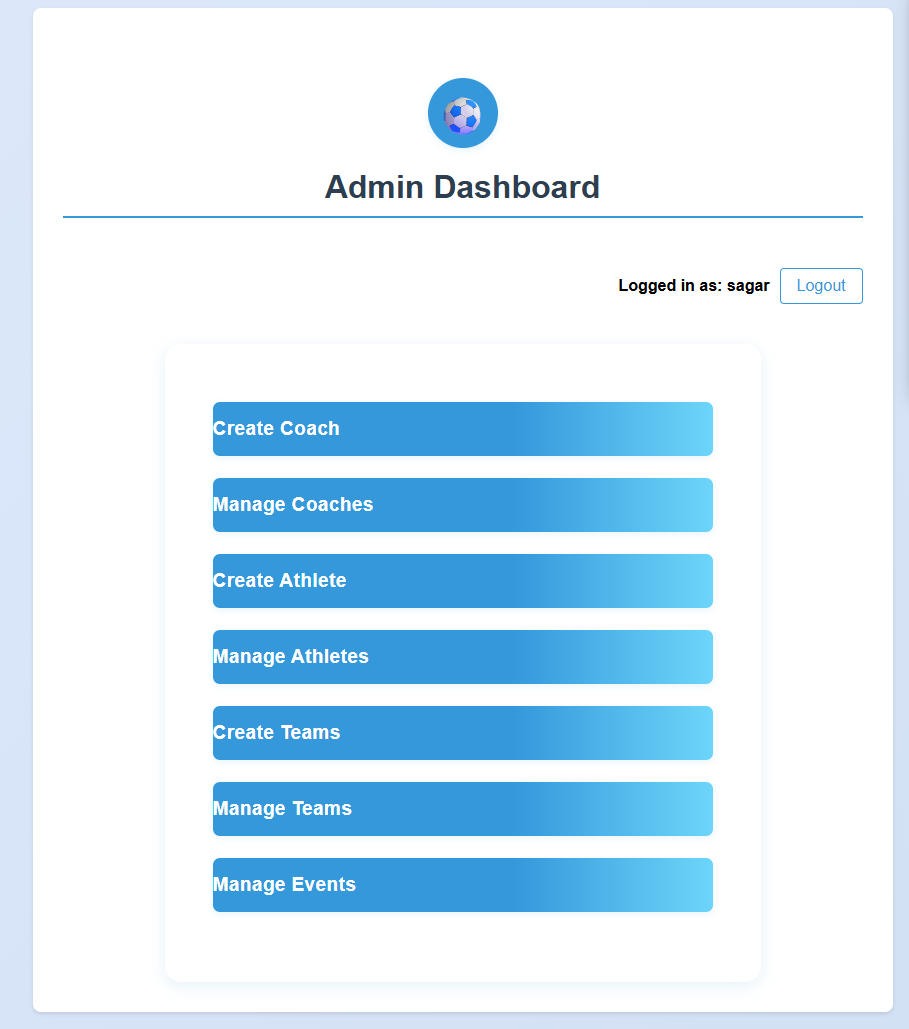 Admin Dashboard
Logged in as: sagar Logout
Create Coach
Manage Coaches
Create Athlete
Manage Athletes
Create Teams
Manage Teams
Manage Events